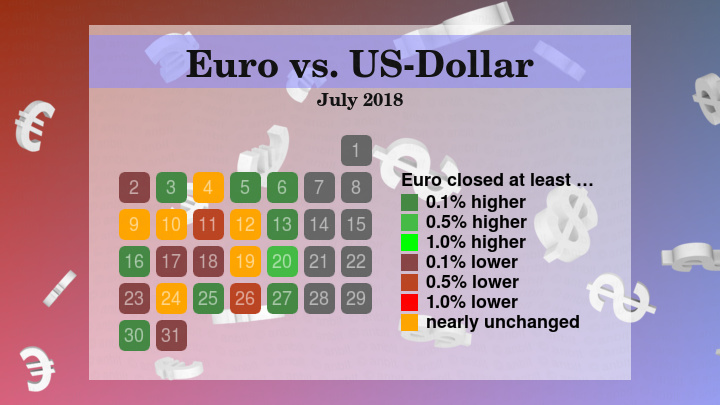 Euro vs. US-Dollar
July 2018
1
2 3 4 5 6 7 8
9 10 11 12 13 14 15
16 17 18 19 20 21 22
23 24 25 26 27 28 29
30 31
Euro closed at least ...
0.1% higher
0.5% higher
1.0% higher
0.1% lower
0.5% lower
1.0% lower
nearly unchanged